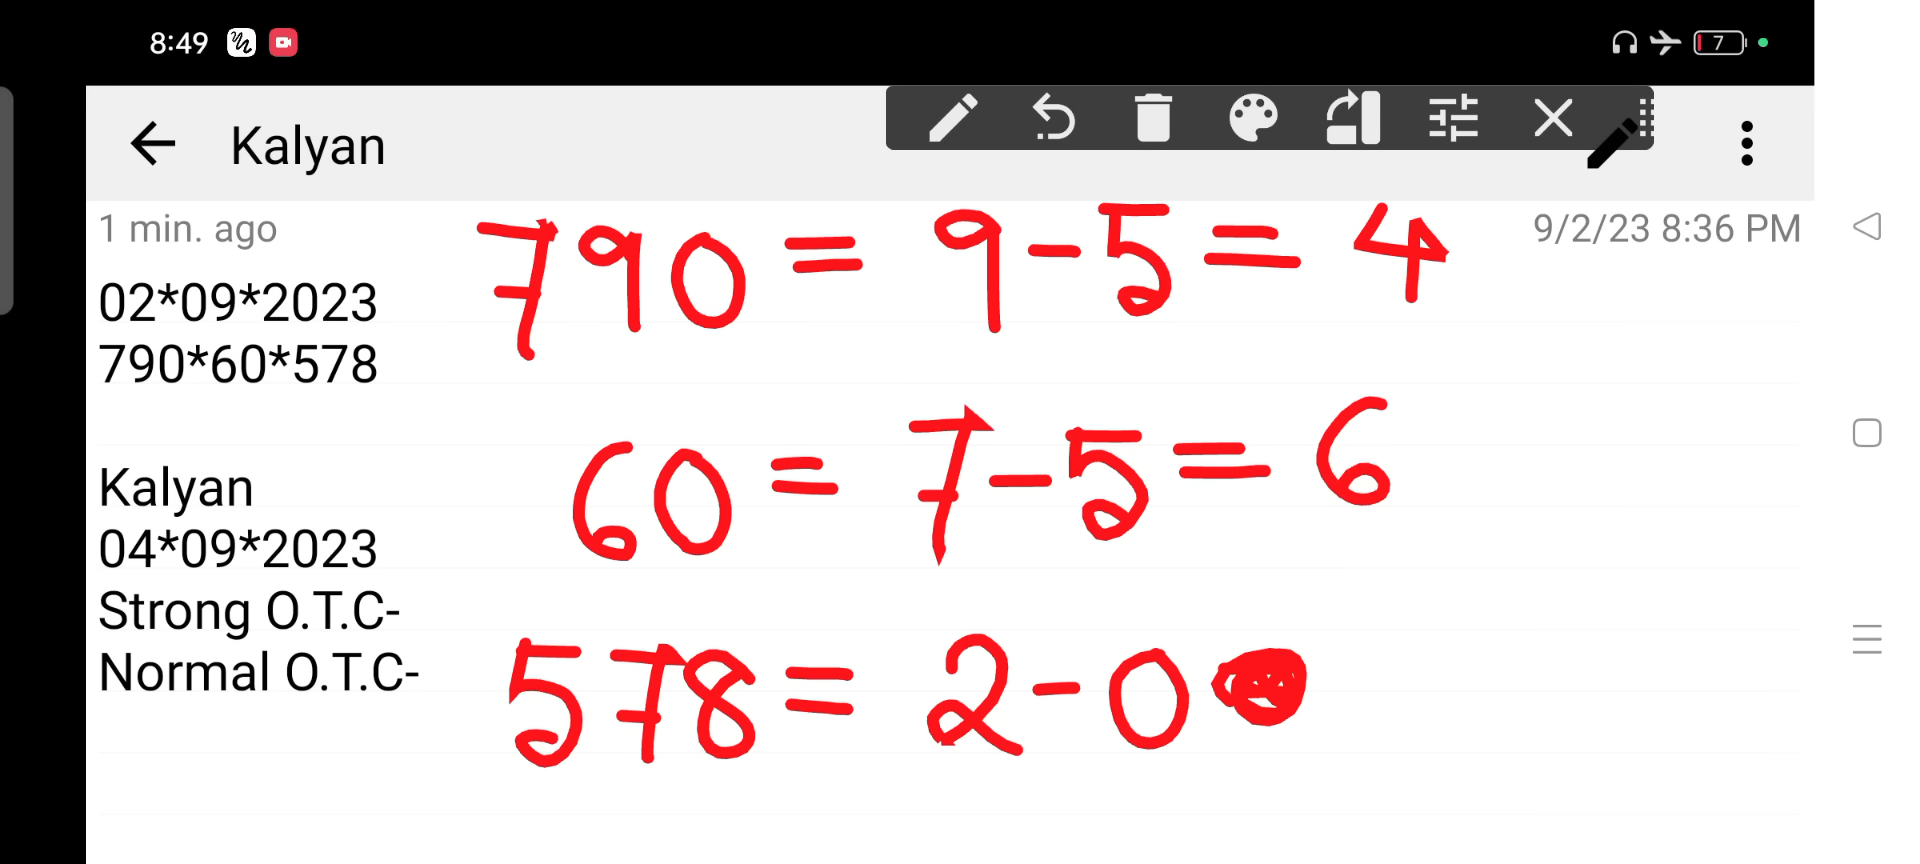 8:49
7
Kalyan
1 min. ago
9/2/23 8:36 PM
02*09*2023
790*60*578
Kalyan
04*09*2023
Strong O.T.C-
Normal O.T.C-
790 = 9-5= 4
60 = 7-5= 6
578= 2-0